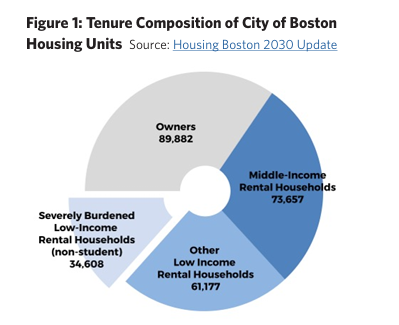 Figure 1: Tenure Composition of City of Boston
Housing Units Source: Housing Boston 2030 Update
Owners
89,882
Middle-Income
Rental Households
73,657
Severely Burdened
Low-Income
Rental Households
(non-student)
34,608
Other
Low Income
Rental Households
61,177